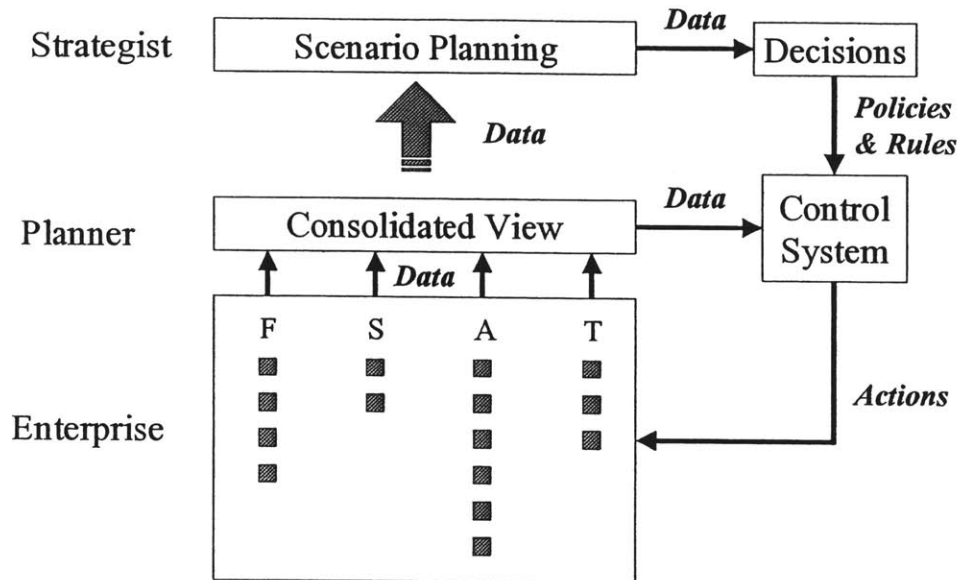 Strategist
Scenario Planning
Data
Decisions
Data
Policies
& Rules
Planner
Consolidated View
Data
Control
System
Data
F S A T
Enterprise
Actions